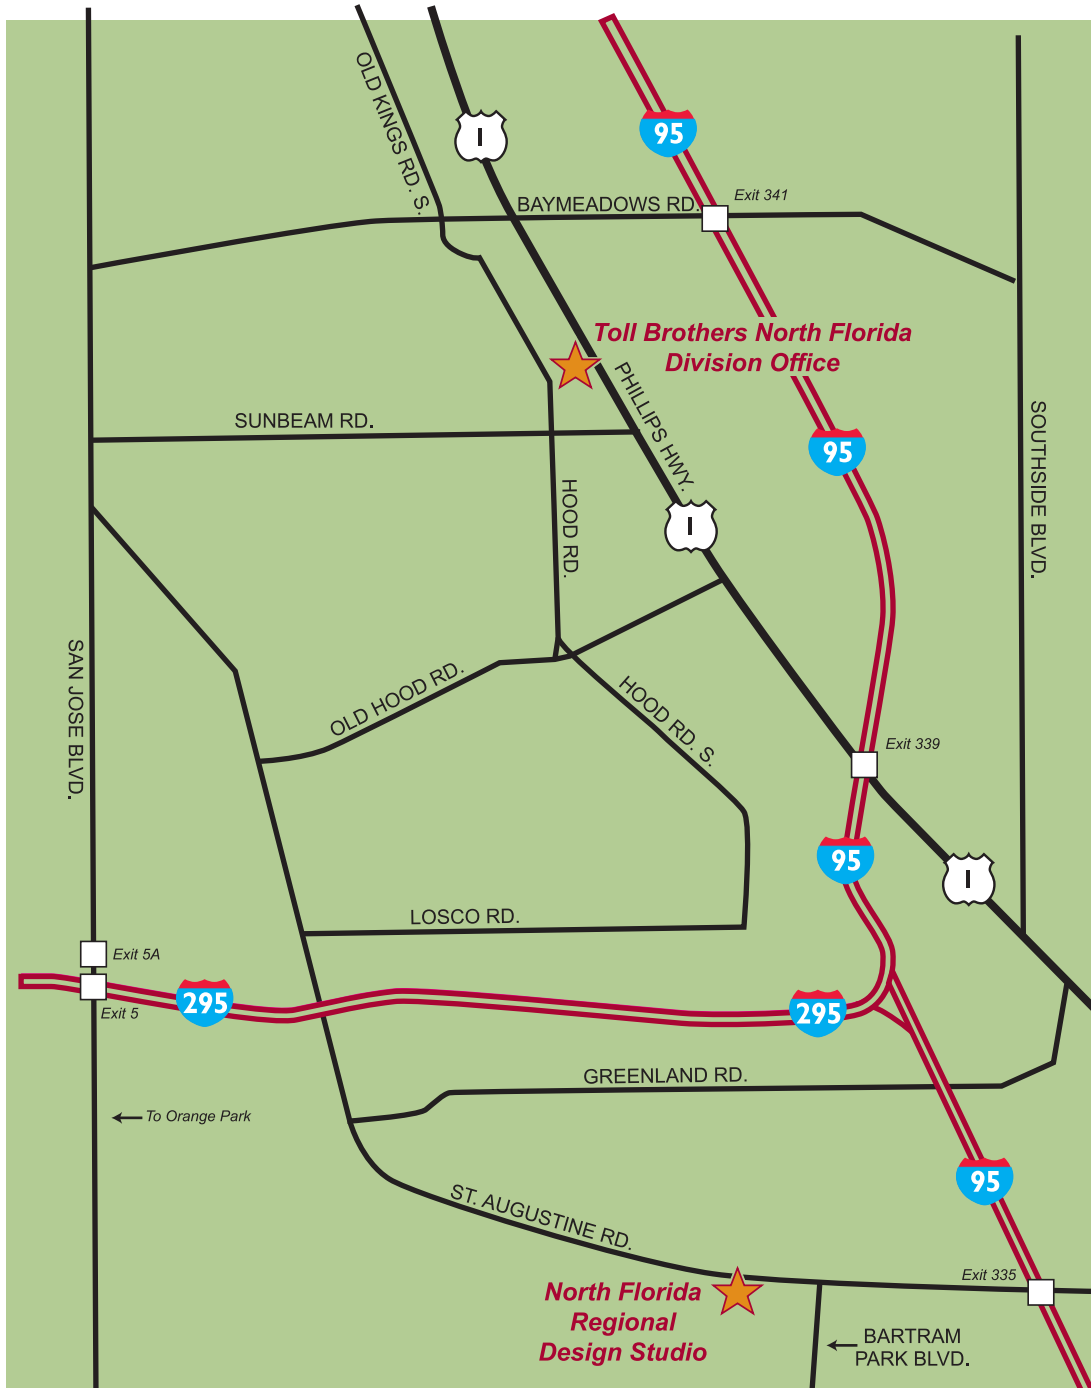 OLD KINGS RD. S.
1
95
Exit 341
BAYMEADOWS RD.
Toll Brothers North Florida
Division Office
PHILLIPS HWY.
SUNBEAM RD.
95
SOUTHSIDE BLVD.
HOOD RD.
1
SAN JOSE BLVD.
OLD HOOD RD.
HOOD RD. S.
Exit 339
95
1
LOSCO RD.
Exit 5A
295
Exit 5
295
GREENLAND RD.
To Orange Park
95
ST. AUGUSTINE RD.
Exit 335
North Florida
Regional
Design Studio
BARTRAM
PARK BLVD.